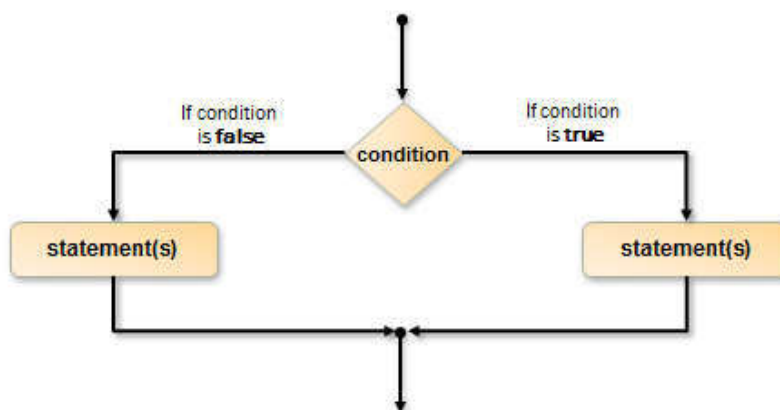 If condition
is false
If condition
is true
condition
statement(s)
statement(s)